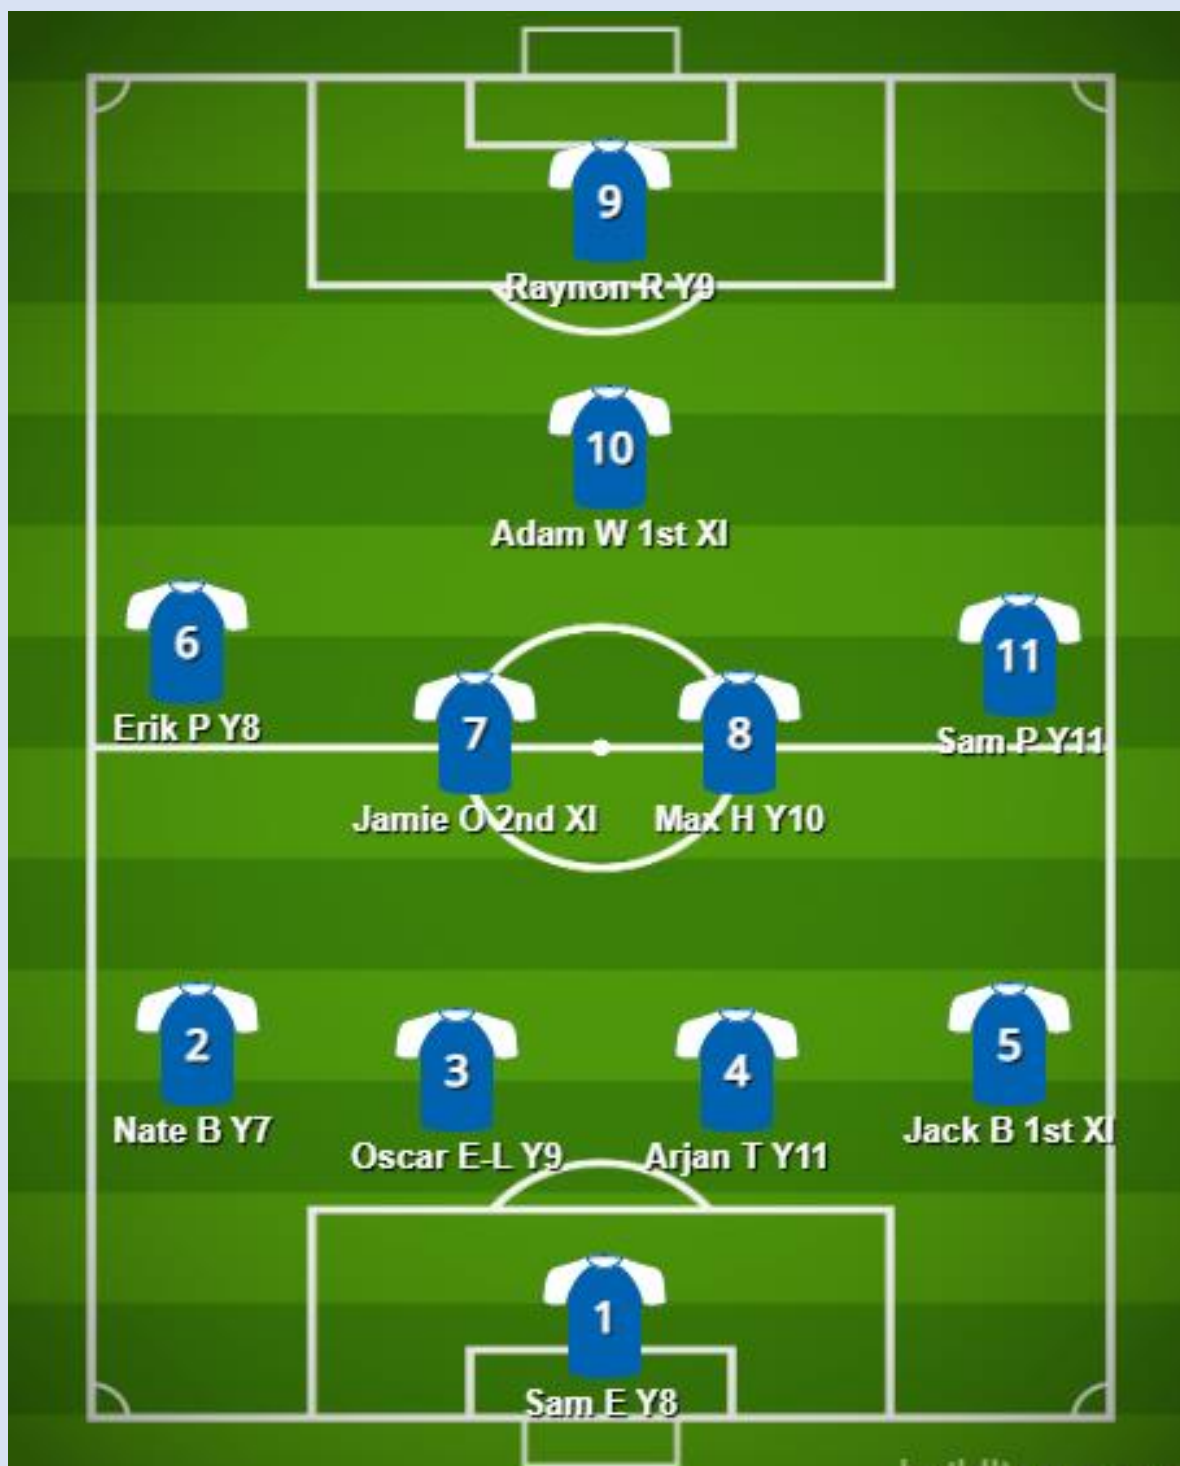 9
Raynon R Y9
10
Adam W 1st XI
6
11
Erik P Y8
7
8
Sam P Y11
Jamie O 2nd XI
Max H Y10
2
5
3
4
Nate B Y7
Jack B 1st XI
Oscar E-L Y9
Arjan T Y11
1
Sam E Y8